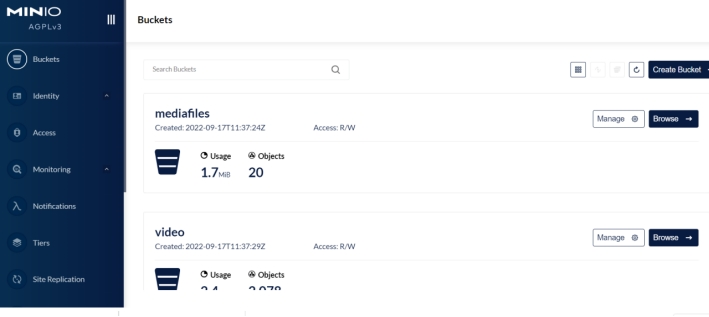 MINIO
AGPLv3
Buckets
Identity
Access
Monitoring
Notifications
Tiers
Site Replication
Buckets
Search Buckets
Create Bucket
mediafiles
Created: 2022-09-17T11:37:24Z Access: R/W
Manage Browse →
Usage Objects
1.7 MiB 20
video
Created: 2022-09-17T11:37:29Z Access: R/W
Manage Browse →
Usage Objects